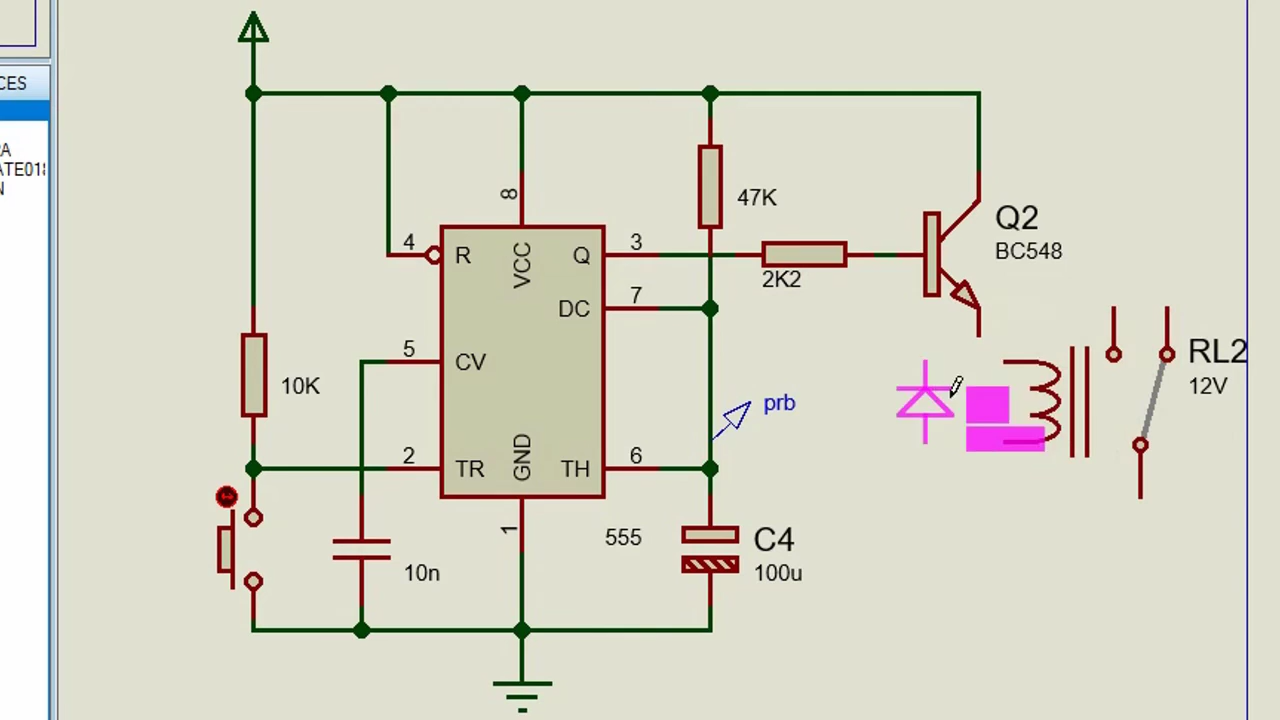 CES
A
ATE018
N
8
47K
4
R
VCC
Q
3
2K2
Q2
BC548
DC
7
10K
5
CV
prb
RL2
12V
2
TR
GND
TH
6
1
555
10n
C4
100u